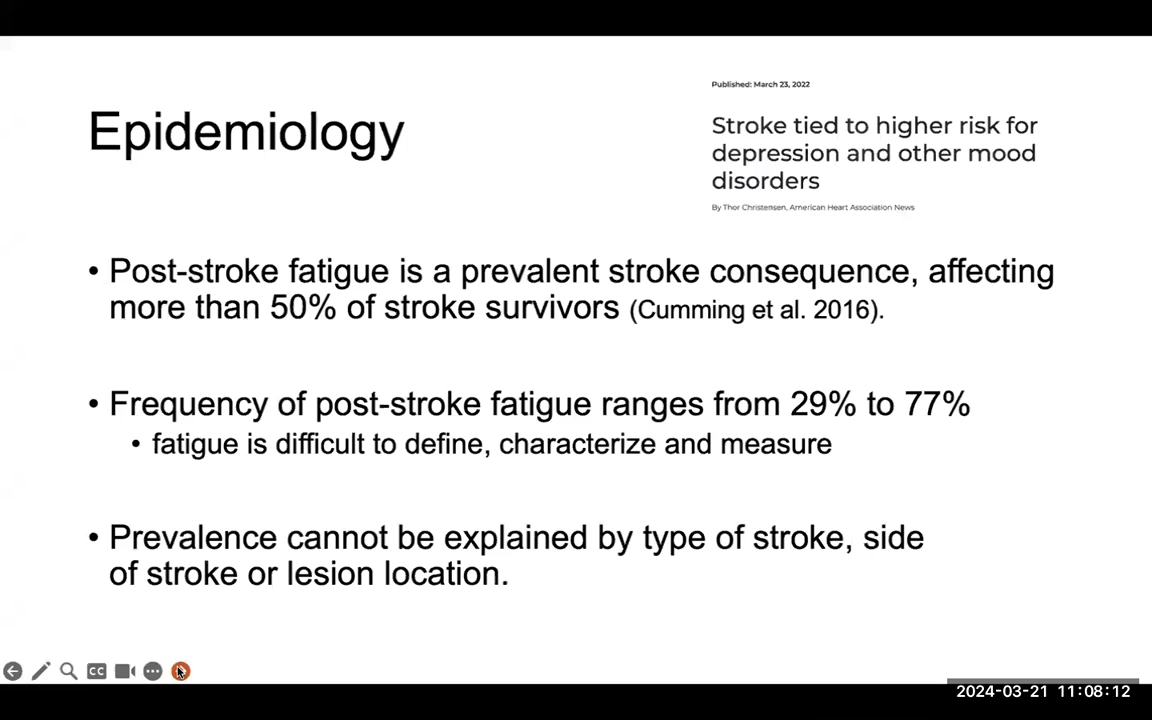 Published: March 23, 2022
Epidemiology
Stroke tied to higher risk for
depression and other mood
disorders
By Thor Christensen, American Heart Association News
• Post-stroke fatigue is a prevalent stroke consequence, affecting
more than 50% of stroke survivors (Cumming et al. 2016).
• Frequency of post-stroke fatigue ranges from 29% to 77%
• fatigue is difficult to define, characterize and measure
• Prevalence cannot be explained by type of stroke, side
of stroke or lesion location.
CC
2024-03-21 11:08:12